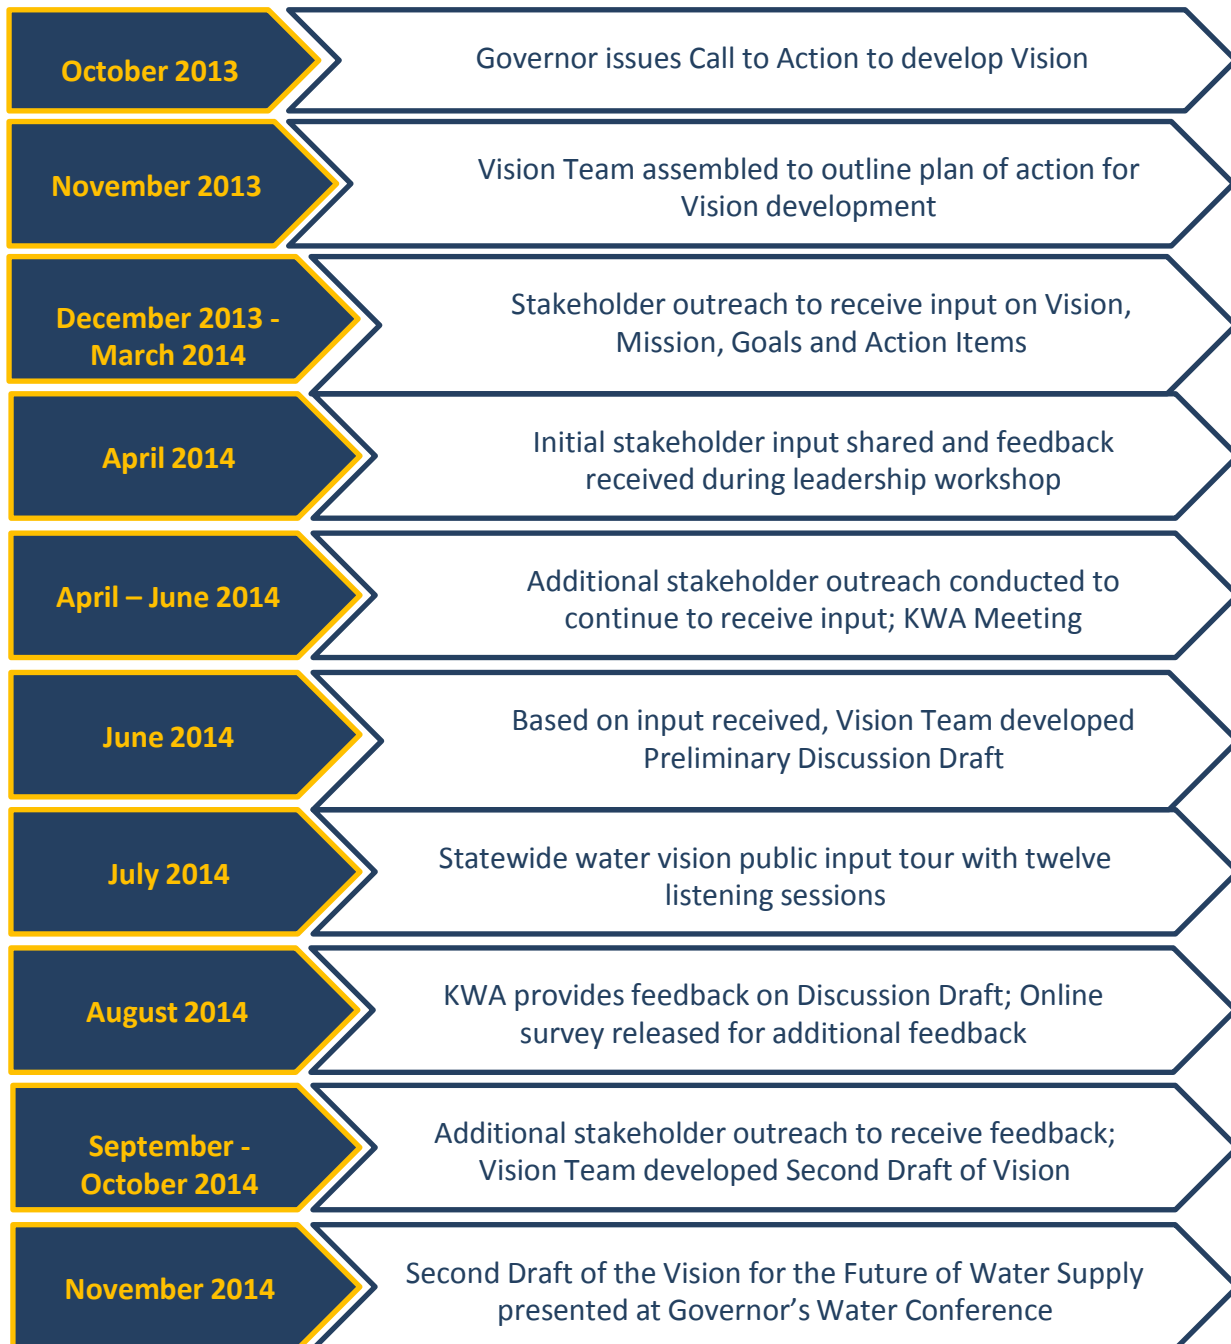 October 2013
Governor issues Call to Action to develop Vision
November 2013
Vision Team assembled to outline plan of action for
Vision development
December 2013 -
March 2014
Stakeholder outreach to receive input on Vision,
Mission, Goals and Action Items
April 2014
Initial stakeholder input shared and feedback
received during leadership workshop
April – June 2014
Additional stakeholder outreach conducted to
continue to receive input; KWA Meeting
June 2014
Based on input received, Vision Team developed
Preliminary Discussion Draft
July 2014
Statewide water vision public input tour with twelve
listening sessions
August 2014
KWA provides feedback on Discussion Draft; Online
survey released for additional feedback
September -
October 2014
Additional stakeholder outreach to receive feedback;
Vision Team developed Second Draft of Vision
November 2014
Second Draft of the Vision for the Future of Water Supply
presented at Governor’s Water Conference